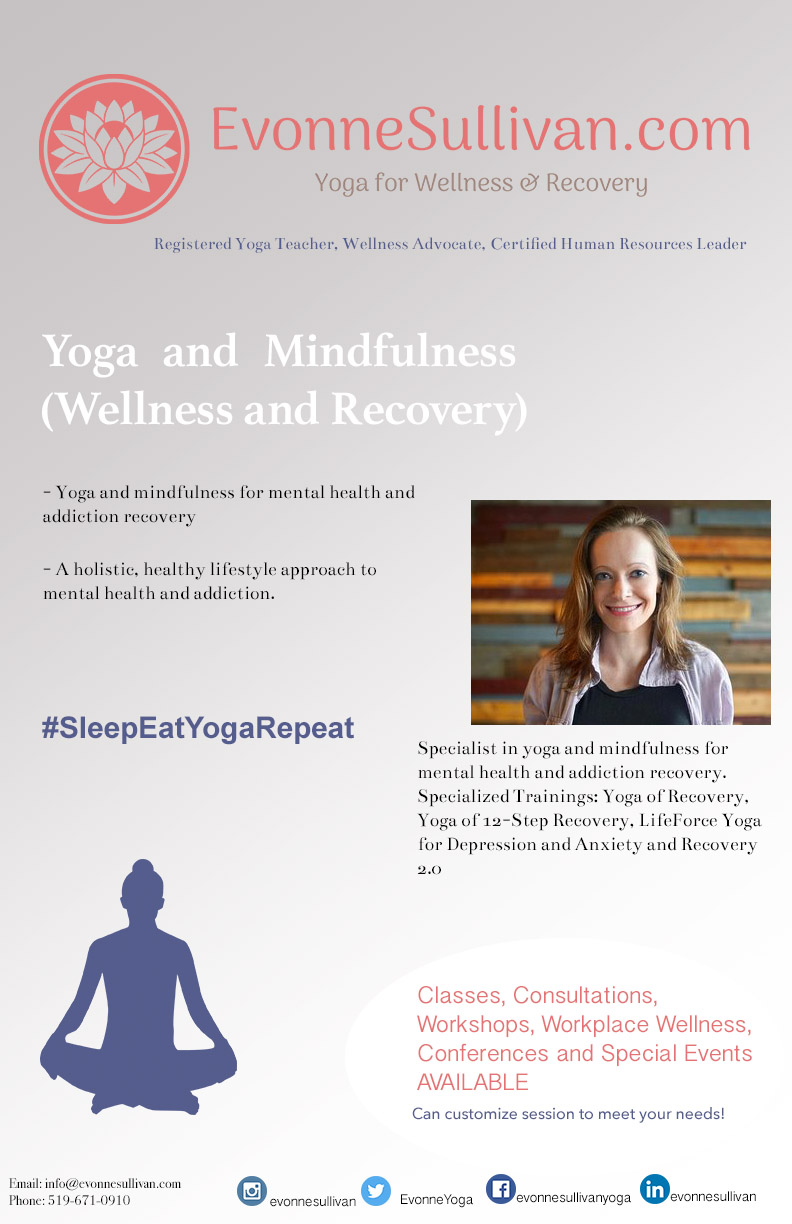 EvonneSullivan.com
Yoga for Wellness & Recovery
Registered Yoga Teacher, Wellness Advocate, Certified Human Resources Leader
Yoga and Mindfulness
(Wellness and Recovery)
- Yoga and mindfulness for mental health and
addiction recovery
- A holistic, healthy lifestyle approach to
mental health and addiction.
#SleepEatYogaRepeat
Specialist in yoga and mindfulness for
mental health and addiction recovery.
Specialized Trainings: Yoga of Recovery,
Yoga of 12-Step Recovery, LifeForce Yoga
for Depression and Anxiety and Recovery
2.0
Classes, Consultations,
Workshops, Workplace Wellness,
Conferences and Special Events
AVAILABLE
Can customize session to meet your needs!
Email: info@evonnesullivan.com
Phone: 519-671-0910
evonnesullivan
EvonneYoga
evonnesullivanyoga
evonnesullivan